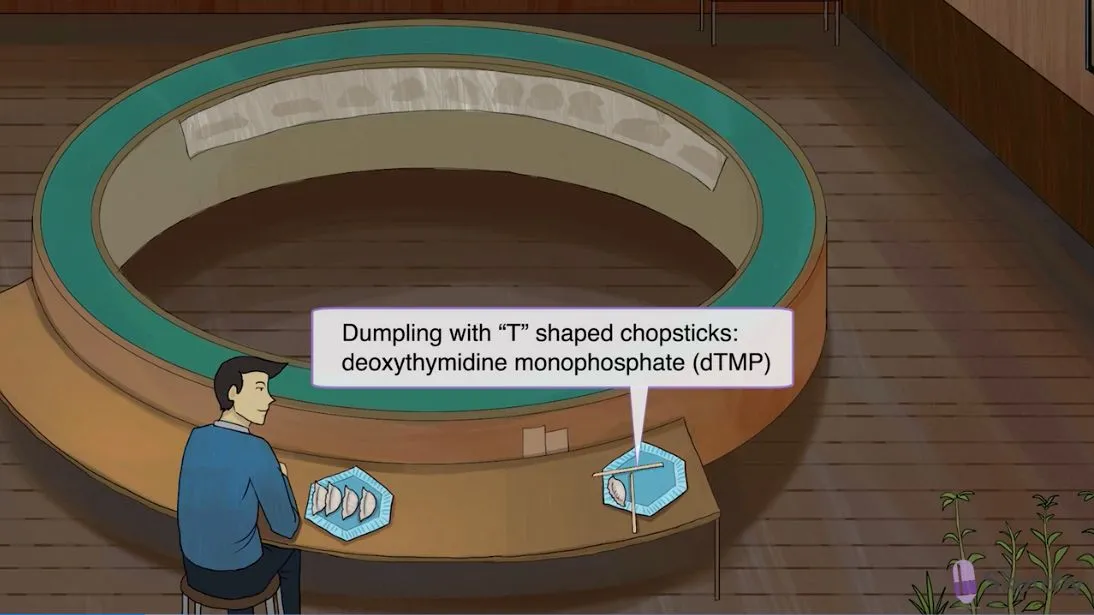 Dumpling with “T” shaped chopsticks:
deoxythymidine monophosphate (dTMP)